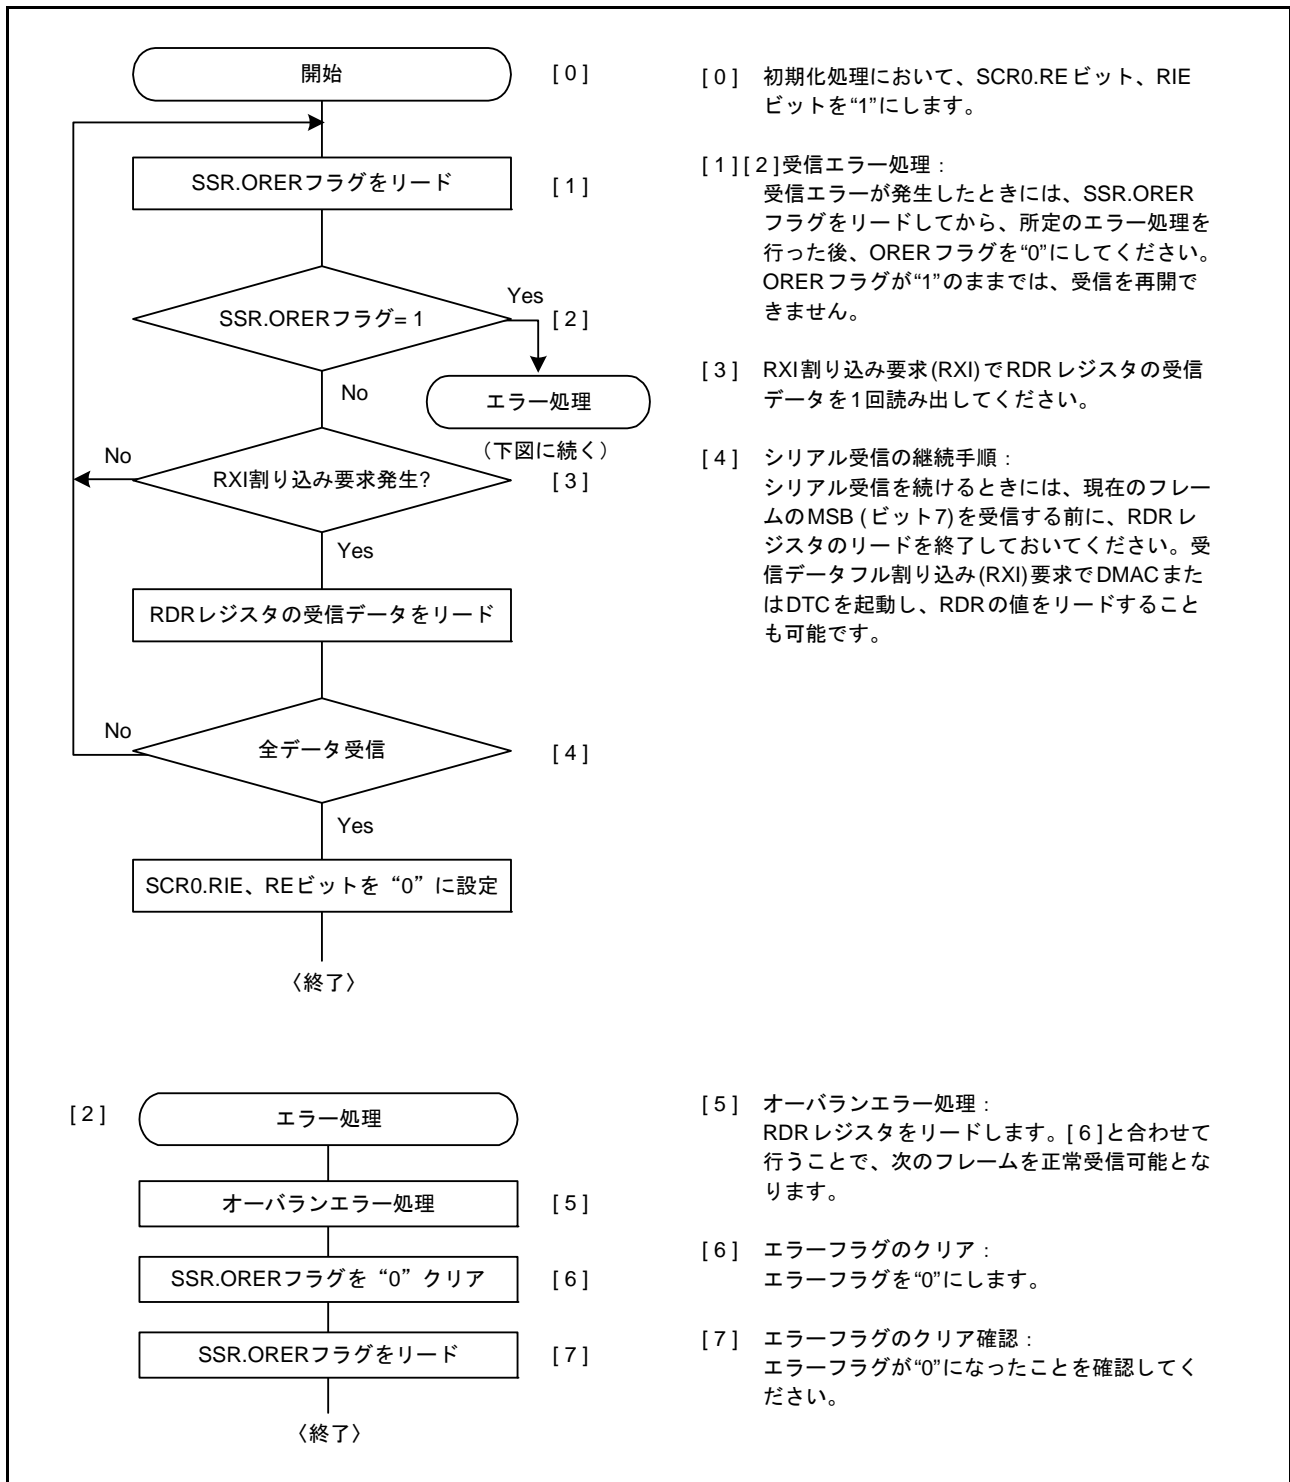 開始
[ 0 ]
SSR.ORERフラグをリード
[ 1 ]
SSR.ORERフラグ= 1
Yes
[ 2 ]
No
エラー処理
（下図に続く）
No
RXI割り込み要求発生?
[ 3 ]
Yes
RDRレジスタの受信データをリード
No
全データ受信
[ 4 ]
Yes
SCR0.RIE、REビットを“0”に設定
〈終了〉
[ 0 ] 初期化処理において、SCR0.REビット、RIE
ビットを“1”にします。
[ 1 ][ 2 ]受信エラー処理：
受信エラーが発生したときには、SSR.ORER
フラグをリードしてから、所定のエラー処理を
行った後、ORERフラグを“0”にしてください。
ORERフラグが“1”のままでは、受信を再開で
きません。
[ 3 ] RXI割り込み要求(RXI)でRDRレジスタの受信
データを1回読み出してください。
[ 4 ] シリアル受信の継続手順：
シリアル受信を続けるときには、現在のフレー
ムのMSB (ビット7)を受信する前に、RDRレ
ジスタのリードを終了しておいてください。受
信データフル割り込み(RXI)要求でDMACまた
はDTCを起動し、RDRの値をリードすること
も可能です。
[ 2 ]
エラー処理
オーバランエラー処理
[ 5 ]
SSR.ORERフラグを“0”クリア
[ 6 ]
SSR.ORERフラグをリード
[ 7 ]
〈終了〉
[ 5 ] オーバランエラー処理：
RDRレジスタをリードします。[ 6 ]と合わせて
行うことで、次のフレームを正常受信可能とな
ります。
[ 6 ] エラーフラグのクリア：
エラーフラグを“0”にします。
[ 7 ] エラーフラグのクリア確認：
エラーフラグが“0”になったことを確認してく
ださい。